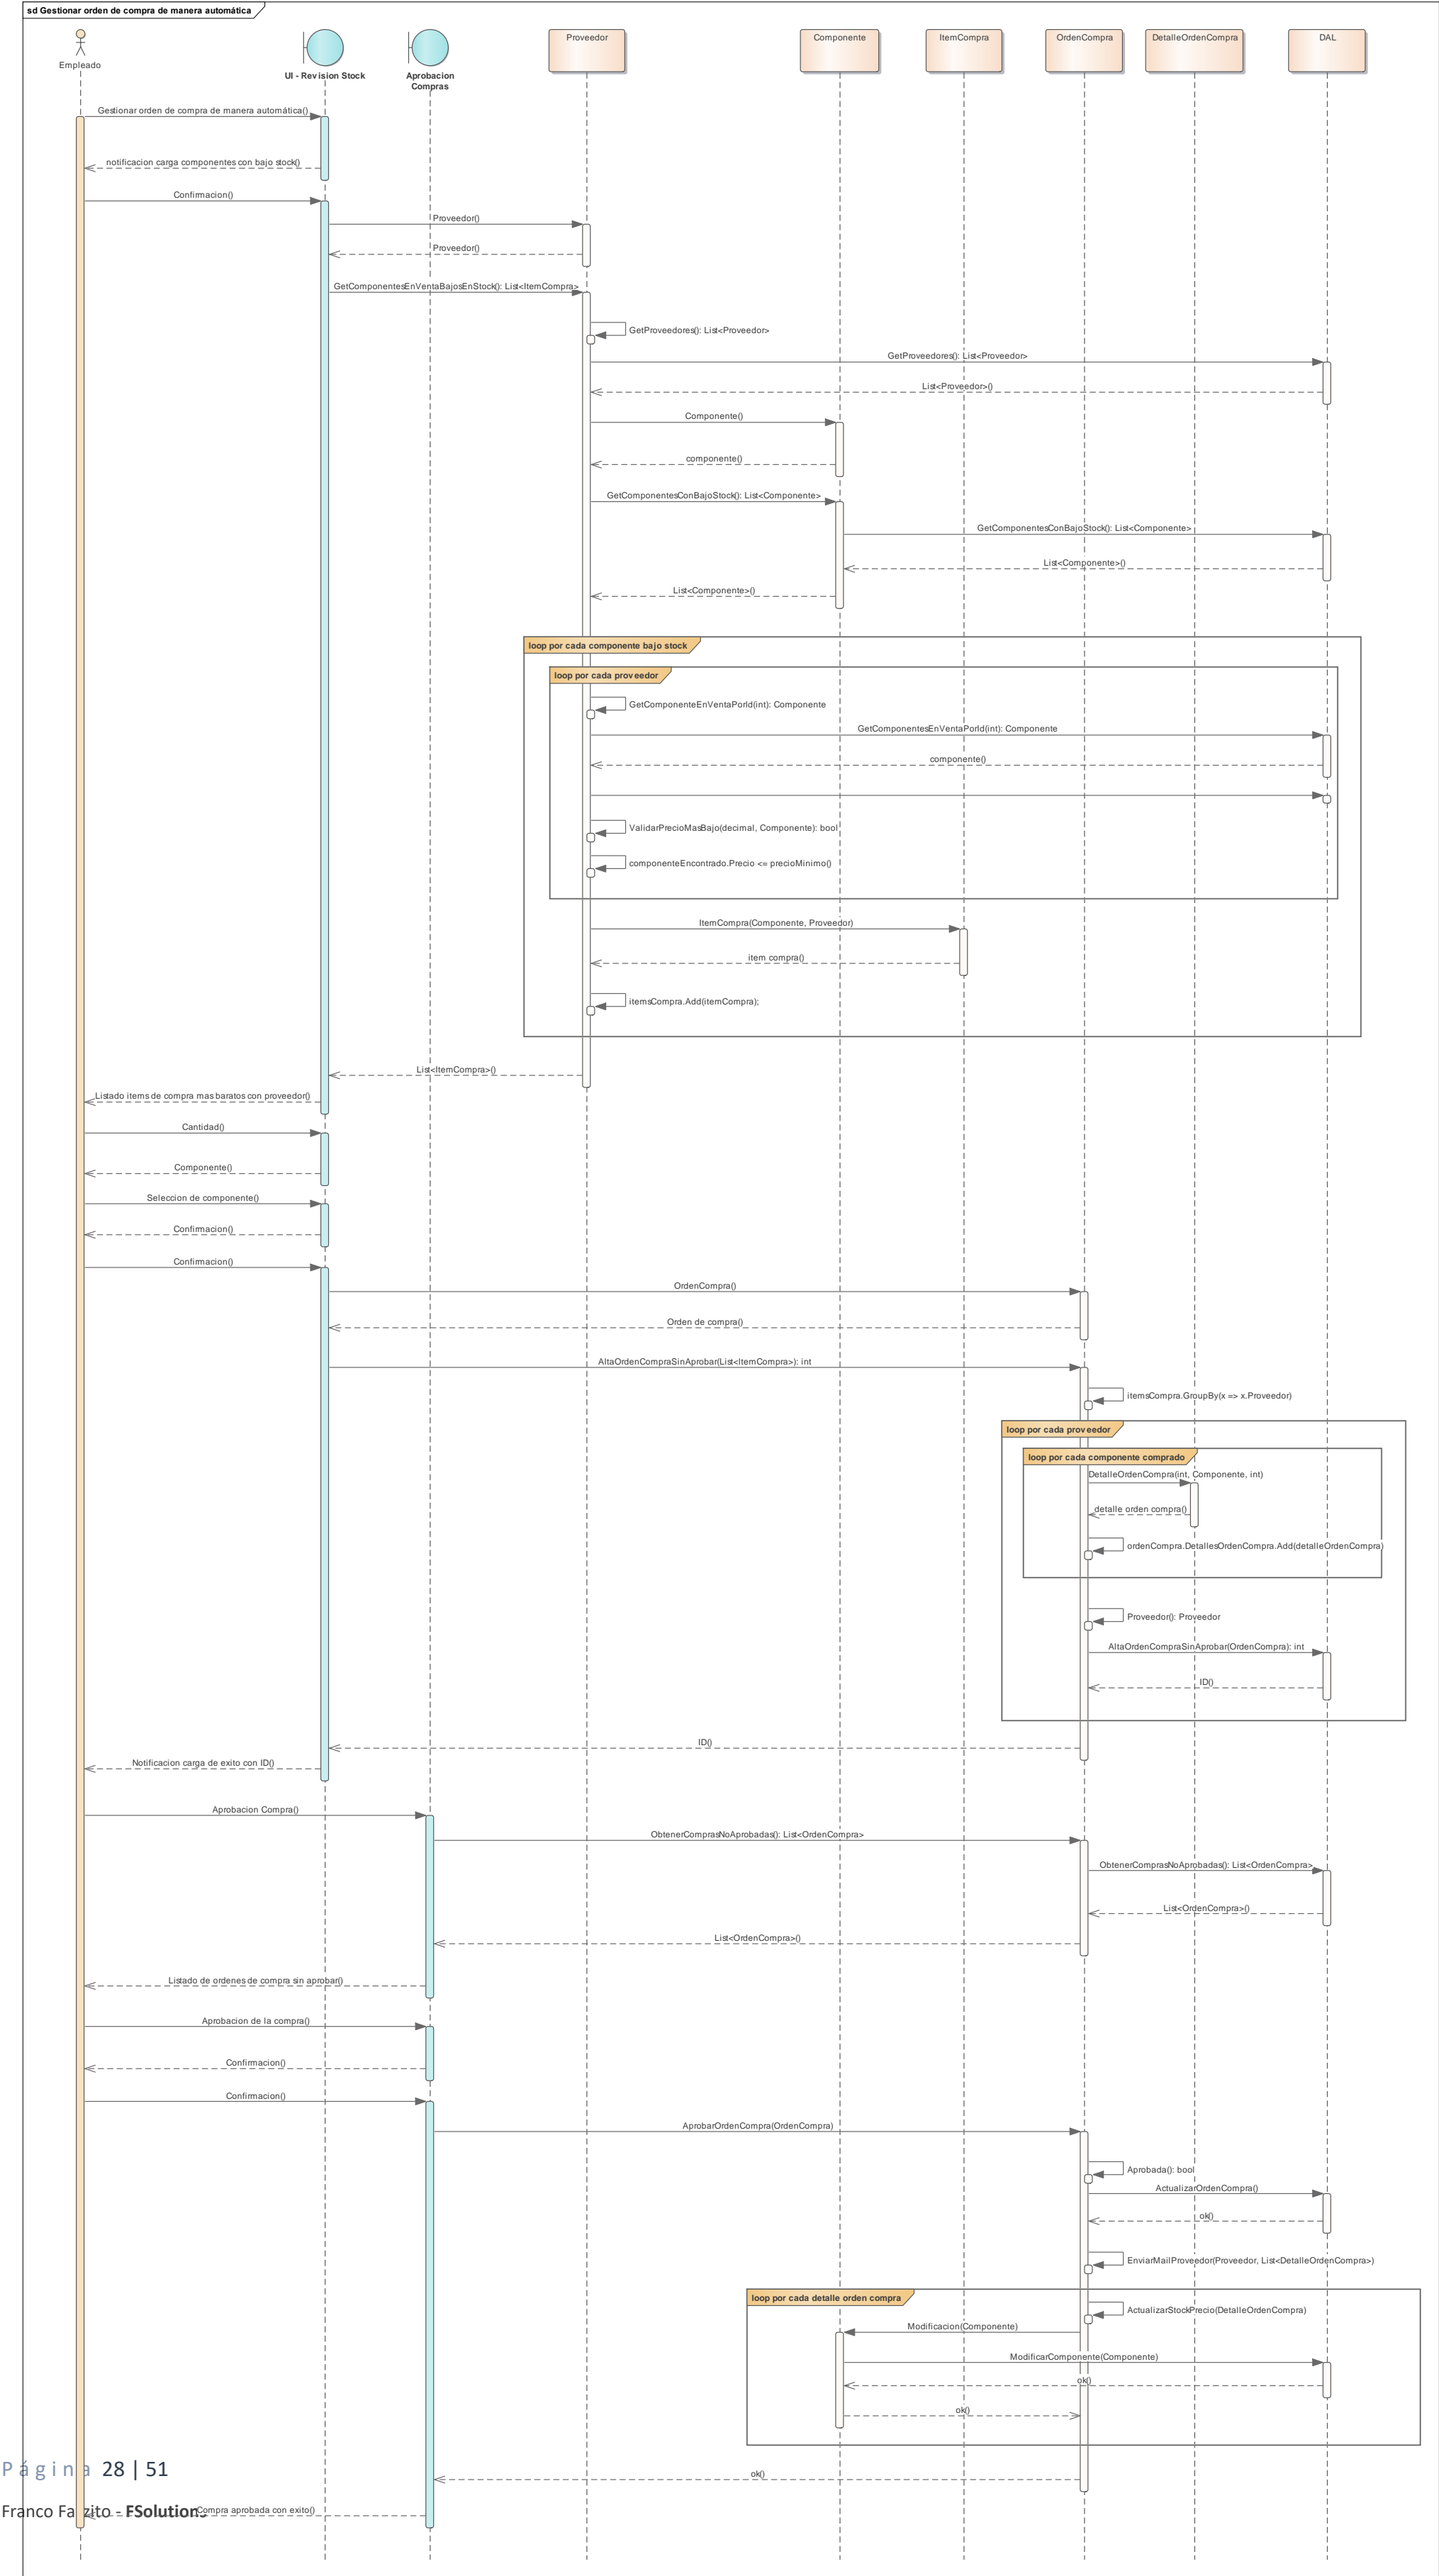 sd Gestionar orden de compra de manera automática
Empleado
UI - Revision Stock
Aprobacion
Compras
Proveedor
Componente
ItemCompra
OrdenCompra
DetalleOrdenCompra
DAL
Gestionar orden de compra de manera automática()
notificacion carga componentes con bajo stock()
Confirmacion()
Proveedor()
Proveedor()
GetComponentesEnVentaBajosEnStock(): List<ItemCompra>
GetProveedores(): List<Proveedor>
GetProveedores(): List<Proveedor>
List<Proveedor>()
Componente()
componente()
GetComponentesConBajoStock(): List<Componente>
GetComponentesConBajoStock(): List<Componente>
List<Componente>()
List<Componente>()
loop por cada componente bajo stock
loop por cada proveedor
GetComponenteEnVentaPorId(int): Componente
GetComponentesEnVentaPorId(int): Componente
componente()
ValidarPrecioMasBajo(decimal, Componente): bool
componenteEncontrado.Precio <= precioMinimo()
ItemCompra(Componente, Proveedor)
item compra()
itemsCompra.Add(itemCompra);
List<ItemCompra>()
Listado items de compra mas baratos con proveedor()
Cantidad()
Componente()
Seleccion de componente()
Confirmacion()
Confirmacion()
OrdenCompra()
Orden de compra()
AltaOrdenCompraSinAprobar(List<ItemCompra>): int
itemsCompra.GroupBy(x => x.Proveedor)
loop por cada proveedor
loop por cada componente comprado
DetalleOrdenCompra(int, Componente, int)
detalle orden compra()
ordenCompra.DetallesOrdenCompra.Add(detalleOrdenCompra)
Proveedor(): Proveedor
AltaOrdenCompraSinAprobar(OrdenCompra): int
ID()
ID()
Notificacion carga de exito con ID()
Aprobacion Compra()
ObtenerComprasNoAprobadas(): List<OrdenCompra>
ObtenerComprasNoAprobadas(): List<OrdenCompra>
List<OrdenCompra>()
List<OrdenCompra>()
Listado de ordenes de compra sin aprobar()
Aprobacion de la compra()
Confirmacion()
Confirmacion()
AprobarOrdenCompra(OrdenCompra)
Aprobada(): bool
ActualizarOrdenCompra()
ok()
EnviarMailProveedor(Proveedor, List<DetalleOrdenCompra>)
loop por cada detalle orden compra
ActualizarStockPrecio(DetalleOrdenCompra)
Modificacion(Componente)
ModificarComponente(Componente)
ok()
ok()
Página 28 | 51
ok()
Franco - FSolution
Compra aprobada con exito()